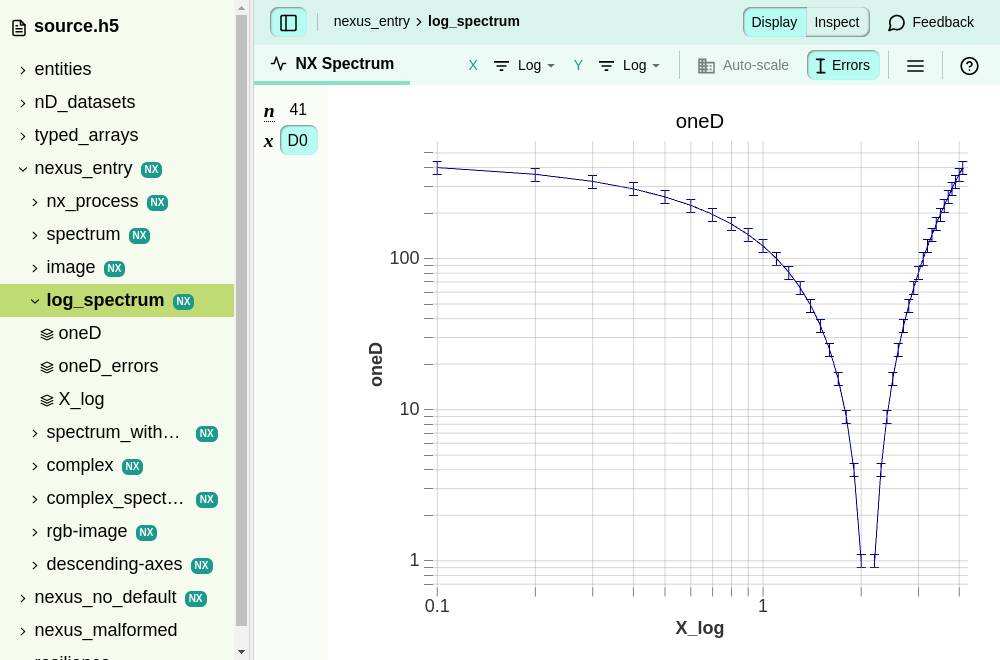 source.h5
entities
nD_datasets
typed_arrays
nexus_entry NX
nx_process NX
spectrum NX
image NX
log_spectrum NX
oneD
oneD_errors
X_log
spectrum_with… NX
complex NX
complex_spect… NX
rgb-image NX
descending-axes NX
nexus_no_default NX
nexus_malformed
resilience
nexus_entry > log_spectrum
Display Inspect
Feedback
NX Spectrum
X Log
Y Log
Auto-scale
Errors
n 41
x D0
oneD
100
10
1
oneD
0.1 1
X_log